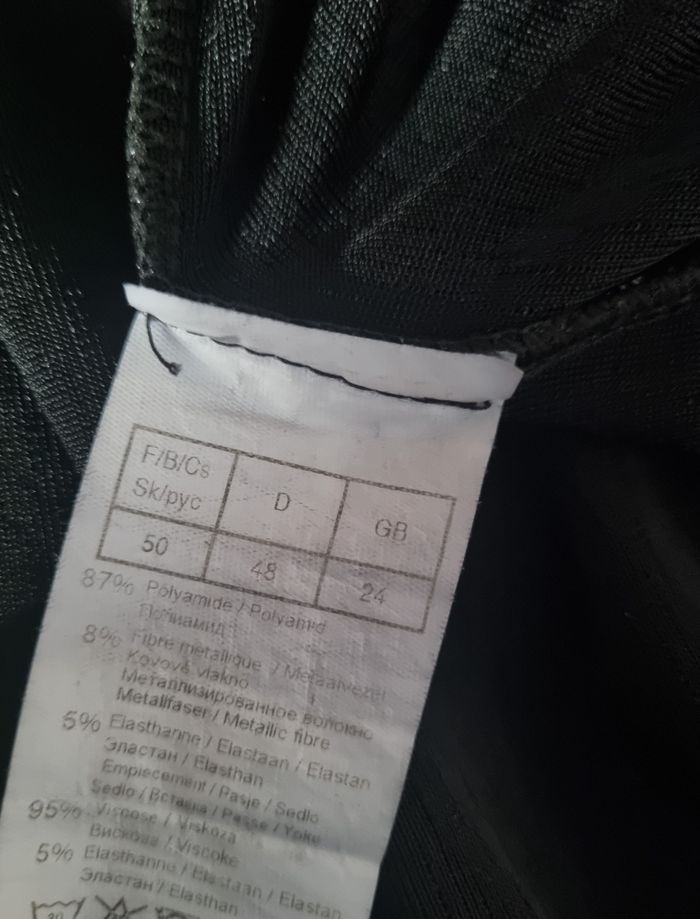 F/B/Cs D GB
Sk/рус
50 48 24
87% Polyamide / Polyamid
Полиамид
8% Fibre métallique / Metaalvezel
Kovové vlákno
Металлизированное волокно
Metallfaser / Metallic fibre
5% Elasthanne / Elastaan / Elastan
Эластан / Elasthan
Empiecement / Pasje / Sedlo
Sedlo / Вставка / Passe / Yoke
95% Viscose / Viskoza
Вискоза / Viscoke
5% Elasthanne / Elastaan / Elastan
Эластан / Elasthan
30